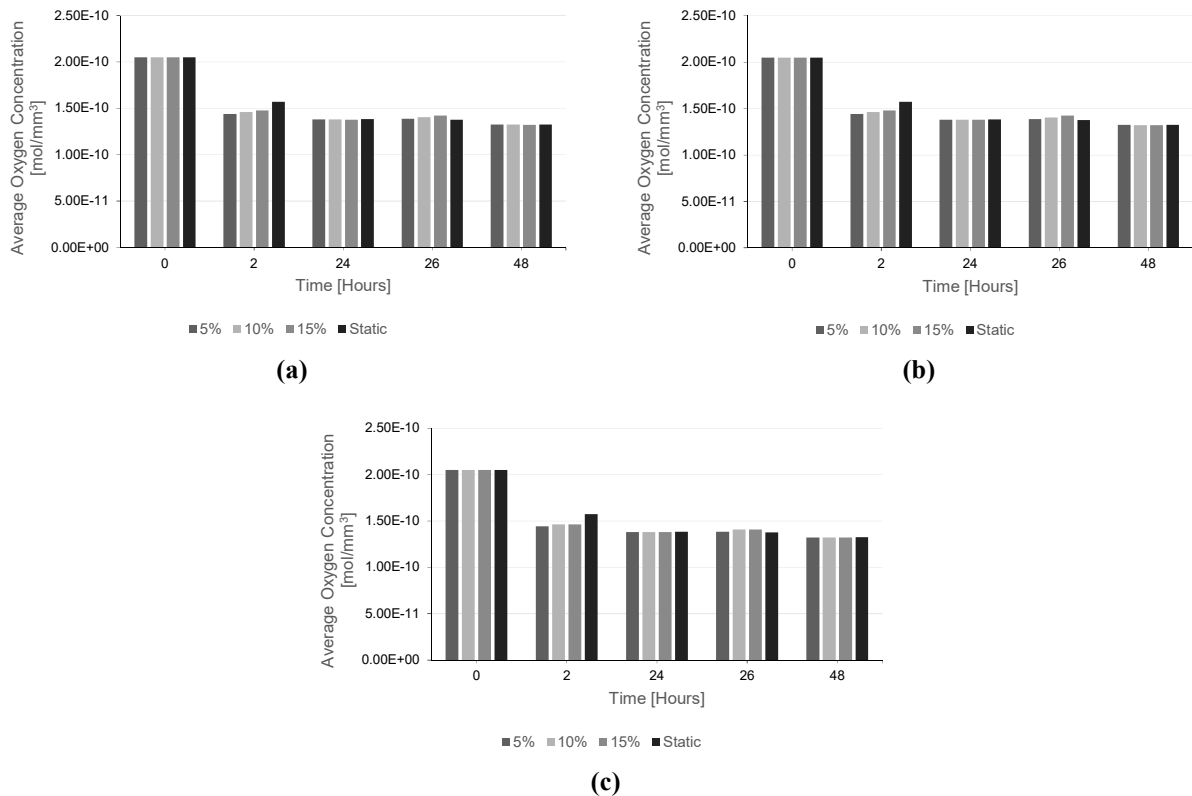 Average Oxygen Concentration
[mol/mm³]
2.50E-10
2.00E-10
1.50E-10
1.00E-10
5.00E-11
0.00E+00
0 2 24 26 48
Time [Hours]
5% 10% 15% Static
(a)
Average Oxygen Concentration
[mol/mm³]
2.50E-10
2.00E-10
1.50E-10
1.00E-10
5.00E-11
0.00E+00
0 2 24 26 48
Time [Hours]
5% 10% 15% Static
(b)
Average Oxygen Concentration
[mol/mm³]
2.50E-10
2.00E-10
1.50E-10
1.00E-10
5.00E-11
0.00E+00
0 2 24 26 48
Time [Hours]
5% 10% 15% Static
(c)